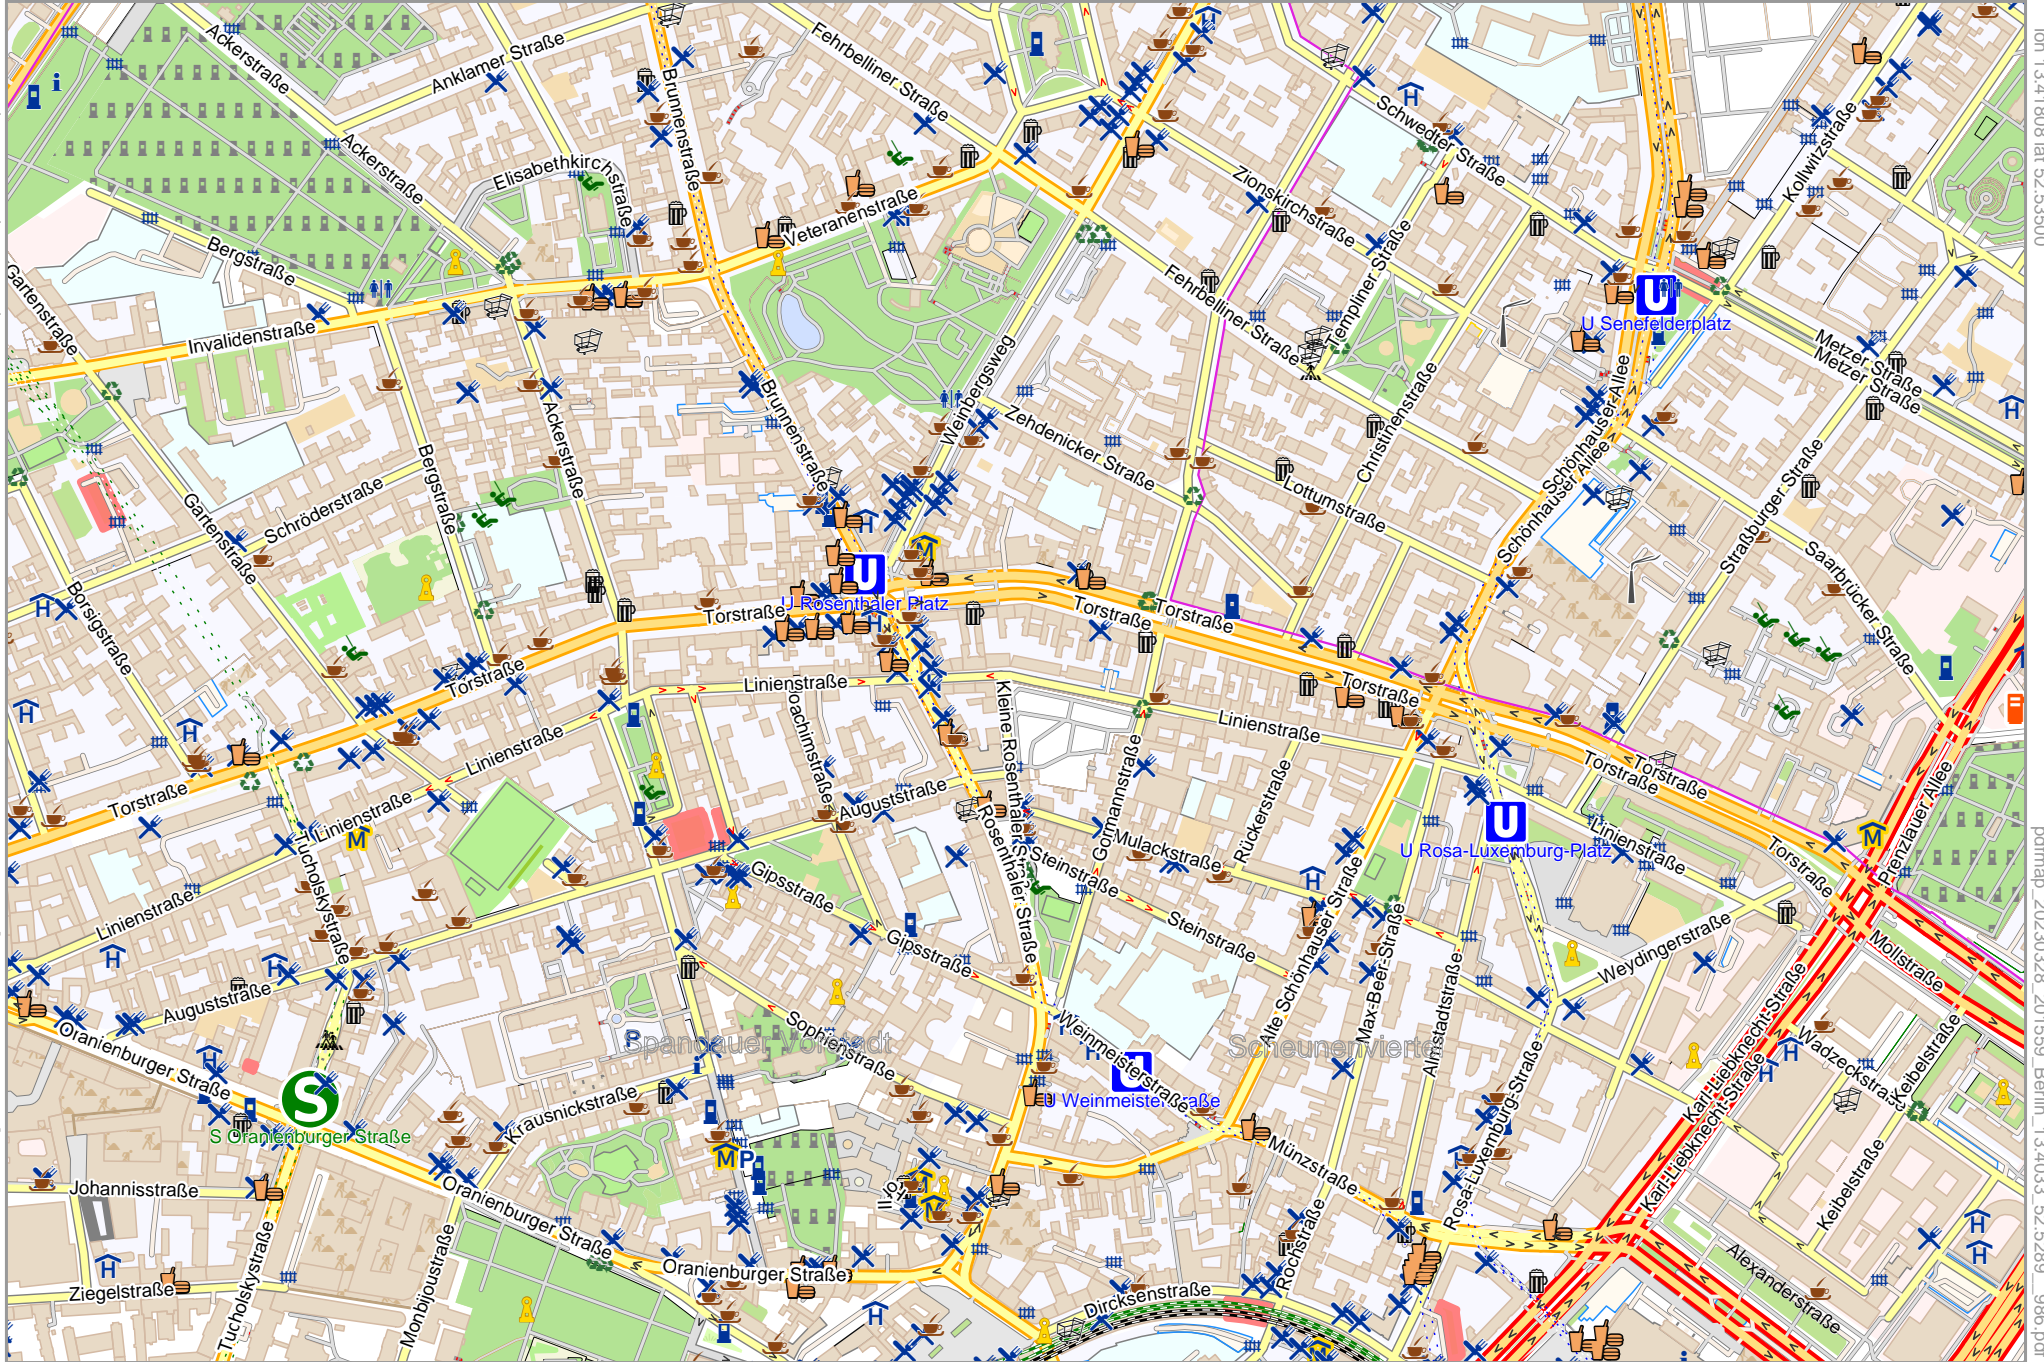 Ackerstraße
Anklamer Straße
Brunnenstraße
Fehrbelliner Straße
Schwedter Straße
Kollwitzstraße
Ackerstraße
Elisabethkirchstraße
Veteranenstraße
Zionskirchstraße
Bergstraße
Gartenstraße
Invalidenstraße
Fehrbelliner Straße
Templiner Straße
U Senefelderplatz
Metzer Straße
Metzer Straße
Weinbergsweg
Brunnenstraße
Zehdenicker Straße
Christinenstraße
Schönhauser Allee
Ackerstraße
Bergstraße
Schröderstraße
Gartenstraße
Lottumstraße
Schönhauser Allee
Straßburger Straße
Saarbrücker Straße
Borsigstraße
U Rosenthaler Platz
Torstraße
Torstraße
Torstraße
Torstraße
Linienstraße
Torstraße
Linienstraße
Joachimstraße
Kleine Rosenthaler Straße
Linienstraße
Torstraße
Torstraße
Torstraße
Linienstraße
Linienstraße
Auguststraße
Gormannstraße
Rückerstraße
U Rosa-Luxemburg-Platz
Linienstraße
Torstraße
Prenzlauer Allee
Tucholskystraße
Linienstraße
Gipsstraße
Gipsstraße
Rosenthaler Straße
Steinstraße
Mulackstraße
Steinstraße
Alte Schönhauser Straße
Max-Beer-Straße
Almstadtstraße
Weydingerstraße
Mollstraße
Auguststraße
Oranienburger Straße
Sophienstraße
Spandauer Vorstadt
Weinmeisterstraße
U Weinmeisterstraße
Scheunenviertel
Rosa-Luxemburg-Straße
Karl-Liebknecht-Straße
Karl-Liebknecht-Straße
Wadzeckstraße
Keibelstraße
Keibelstraße
S Oranienburger Straße
Krausnickstraße
Münzstraße
Johannisstraße
Oranienburger Straße
Oranienburger Straße
Ziegelstraße
Tucholskystraße
Monbijoustraße
Hof II
Rochstraße
Dircksenstraße
Alexanderstraße